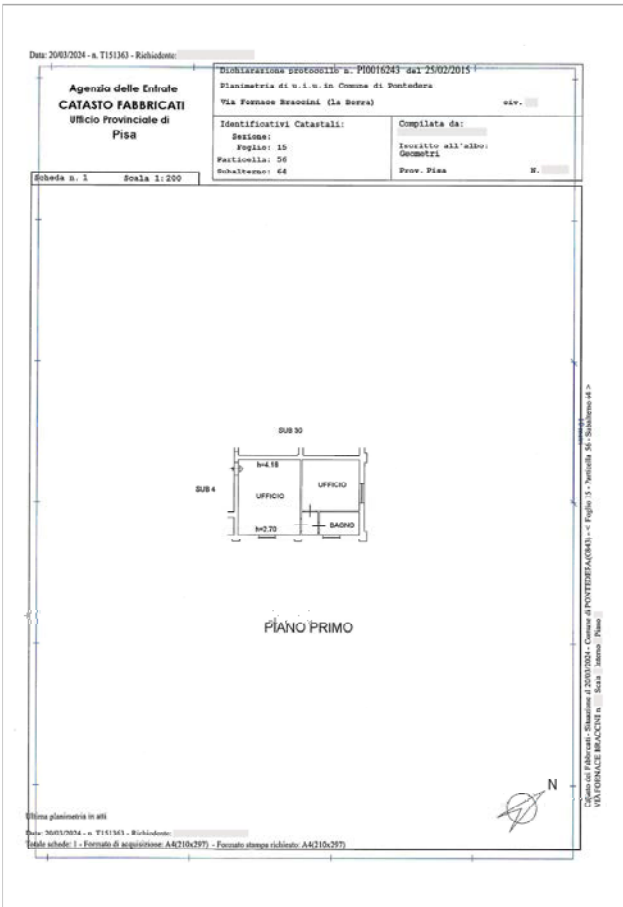 Data: 20/03/2024 - n. T151363 - Richiedente:
Agenzia delle Entrate
CATASTO FABBRICATI
Ufficio Provinciale di
Pisa
Dichiarazione protocollo n. PI0016243 del 25/02/2015
Planimetria di u.i.u. in Comune di Pontedera
Via Fornace Braccini (la Borra) civ.
Identificativi Catastali:
Sezione:
Foglio: 15
Particella: 56
Subalterno: 64
Compilata da:
Iscritto all'albo:
Geometri
Prov. Pisa N.
Scheda n. 1 Scala 1:200
SUB 30
SUB 4
h=4.18
UFFICIO
UFFICIO
BAGNO
h=2.70
PIANO PRIMO
N
Catasto dei Fabbricati - Situazione al 20/03/2024 - Comune di PONTEDERA(G843) - < Foglio 15 - Particella 56 - Subalterno 64 >
VIA FORNACE BRACCINI n. Scala Interno Piano
Ultima planimetria in atti
Data: 20/03/2024 - n. T151363 - Richiedente:
Totale schede: 1 - Formato di acquisizione: A4(210x297) - Formato stampa richiesto: A4(210x297)